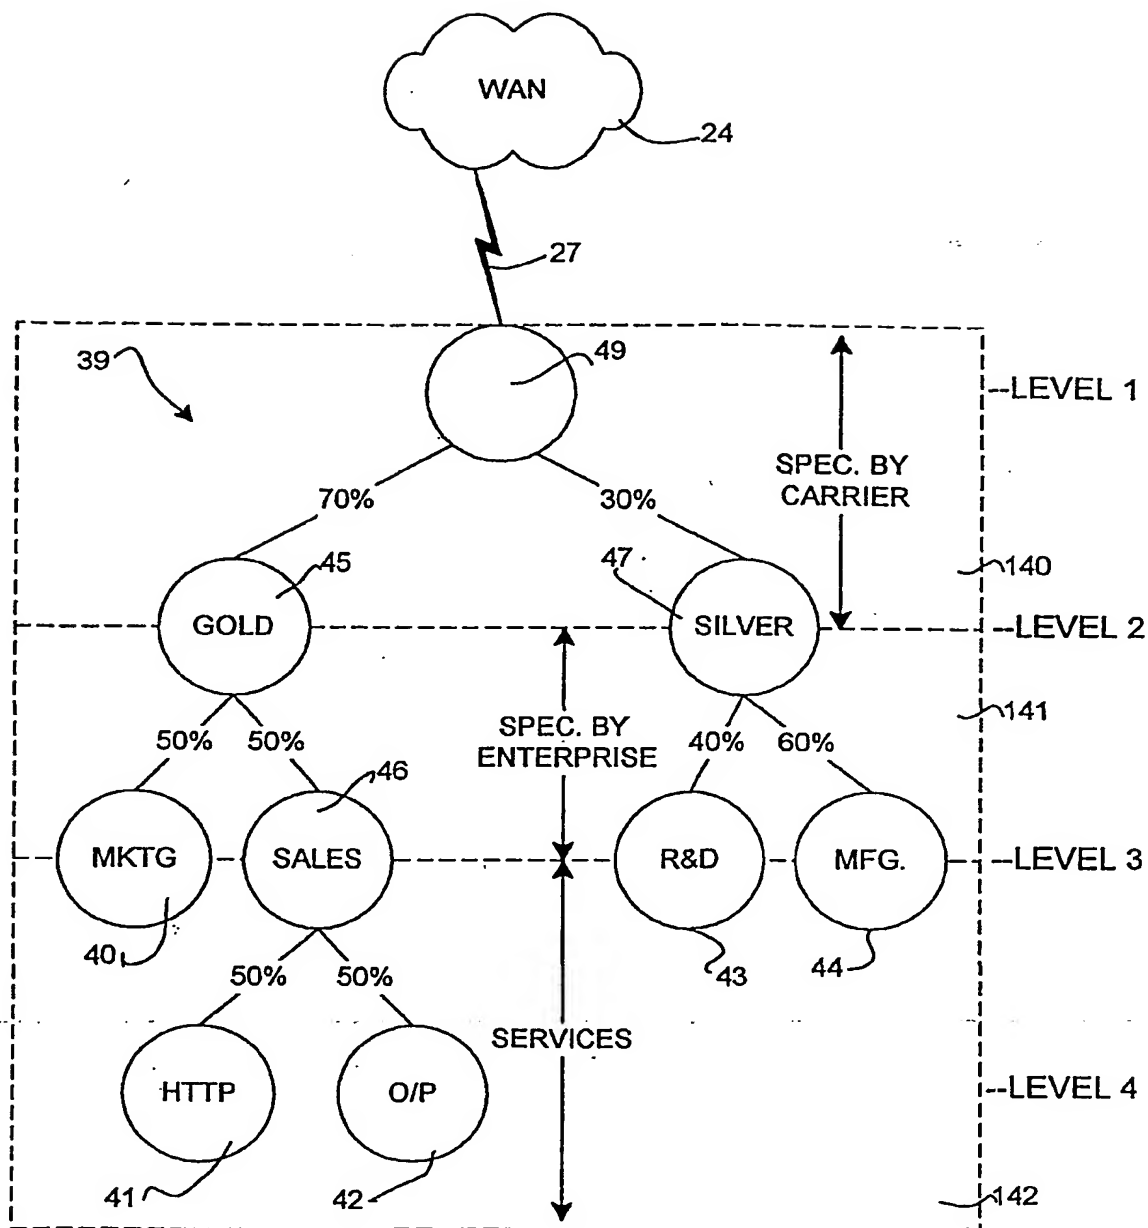 WAN
24
27
39
49
--LEVEL 1
SPEC. BY
CARRIER
70%
30%
45
47
140
GOLD
SILVER
--LEVEL 2
141
SPEC. BY
ENTERPRISE
50%
50%
40%
60%
46
MKTG
SALES
R&D
MFG.
--LEVEL 3
40
43
44
50%
50%
SERVICES
HTTP
O/P
--LEVEL 4
41
42
142